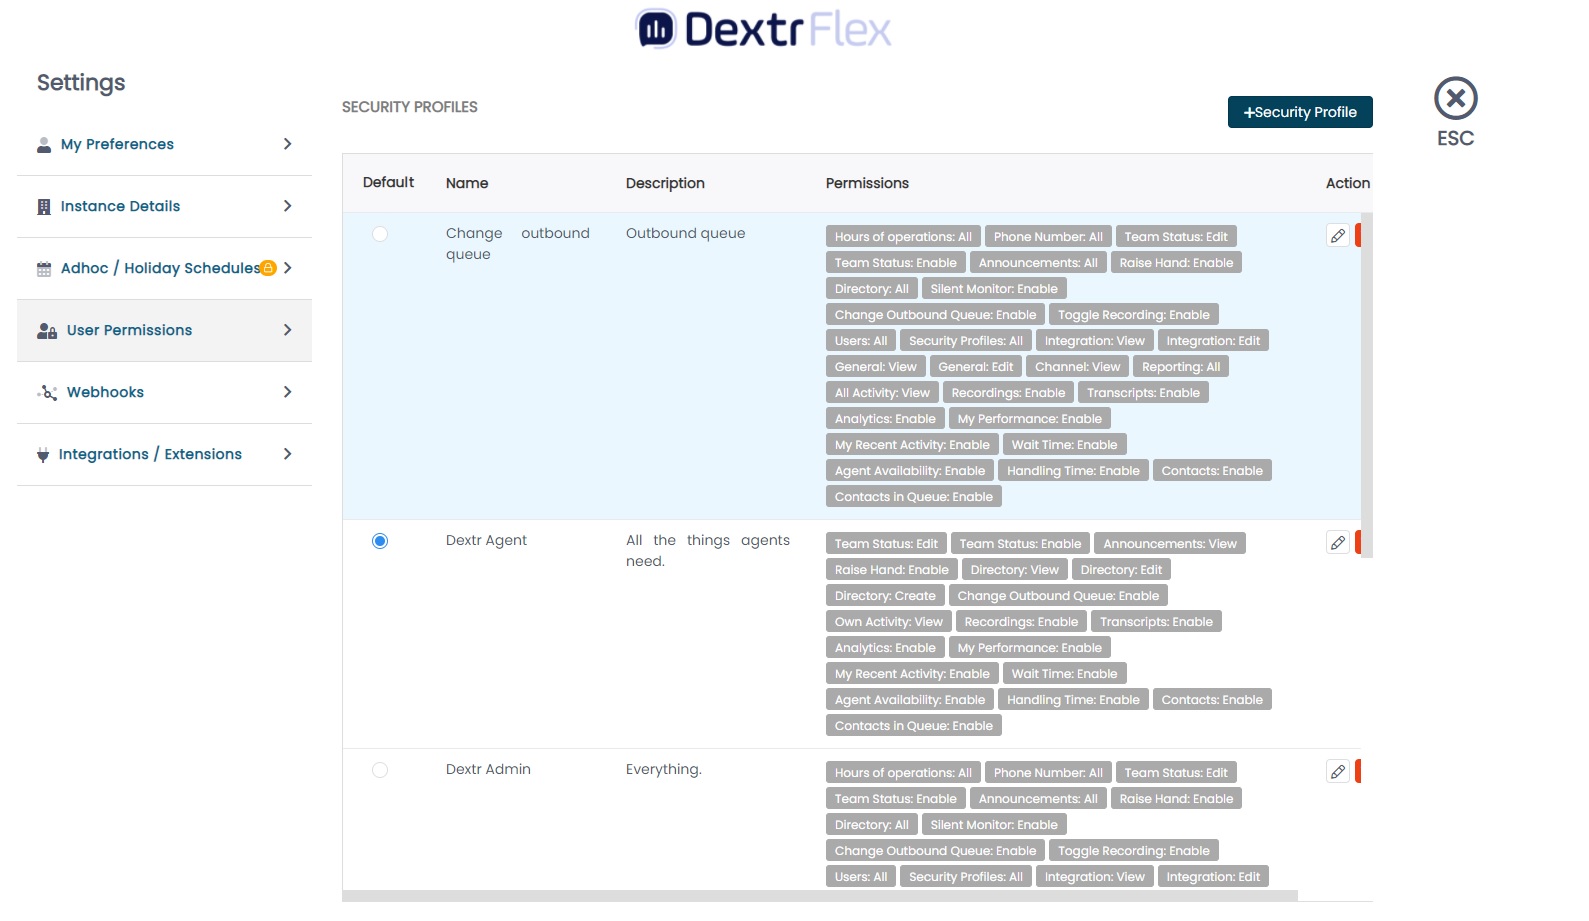 Dextr Flex
Settings
My Preferences
Instance Details
Adhoc / Holiday Schedules
User Permissions
Webhooks
Integrations / Extensions
SECURITY PROFILES
+Security Profile
ESC
Default Name Description Permissions Action
Change outbound
queue
Outbound queue
Hours of operations: All Phone Number: All Team Status: Edit
Team Status: Enable Announcements: All Raise Hand: Enable
Directory: All Silent Monitor: Enable
Change Outbound Queue: Enable Toggle Recording: Enable
Users: All Security Profiles: All Integration: View Integration: Edit
General: View General: Edit Channel: View Reporting: All
All Activity: View Recordings: Enable Transcripts: Enable
Analytics: Enable My Performance: Enable
My Recent Activity: Enable Wait Time: Enable
Agent Availability: Enable Handling Time: Enable Contacts: Enable
Contacts in Queue: Enable
Dextr Agent
All the things agents
need.
Team Status: Edit Team Status: Enable Announcements: View
Raise Hand: Enable Directory: View Directory: Edit
Directory: Create Change Outbound Queue: Enable
Own Activity: View Recordings: Enable Transcripts: Enable
Analytics: Enable My Performance: Enable
My Recent Activity: Enable Wait Time: Enable
Agent Availability: Enable Handling Time: Enable Contacts: Enable
Contacts in Queue: Enable
Dextr Admin
Everything.
Hours of operations: All Phone Number: All Team Status: Edit
Team Status: Enable Announcements: All Raise Hand: Enable
Directory: All Silent Monitor: Enable
Change Outbound Queue: Enable Toggle Recording: Enable
Users: All Security Profiles: All Integration: View Integration: Edit